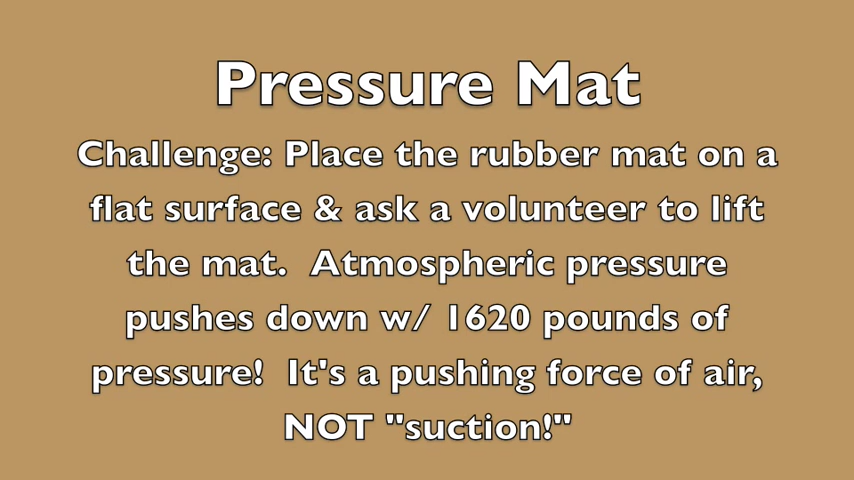 Pressure Mat
Challenge: Place the rubber mat on a
flat surface & ask a volunteer to lift
the mat.  Atmospheric pressure
pushes down w/ 1620 pounds of
pressure!  It's a pushing force of air,
NOT "suction!"